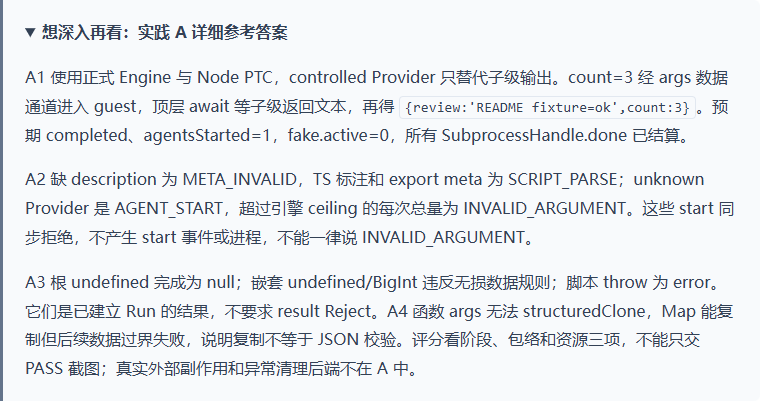 ▼ 想深入再看：实践 A 详细参考答案
A1 使用正式 Engine 与 Node PTC，controlled Provider 只替代子级输出。count=3 经 args 数据
通道进入 guest，顶层 await 等子级返回文本，再得 {review:'README fixture=ok',count:3}。预
期 completed、agentsStarted=1，fake.active=0，所有 SubprocessHandle.done 已结算。
A2 缺 description 为 META_INVALID，TS 标注和 export meta 为 SCRIPT_PARSE；unknown
Provider 是 AGENT_START，超过引擎 ceiling 的每次总量为 INVALID_ARGUMENT。这些 start 同
步拒绝，不产生 start 事件或进程，不能一律说 INVALID_ARGUMENT。
A3 根 undefined 完成为 null；嵌套 undefined/BigInt 违反无损数据规则；脚本 throw 为 error。
它们是已建立 Run 的结果，不要求 result Reject。A4 函数 args 无法 structuredClone，Map 能复
制但后续数据过界失败，说明复制不等于 JSON 校验。评分看阶段、包络和资源三项，不能只交
PASS 截图；真实外部副作用和异常清理后端不在 A 中。